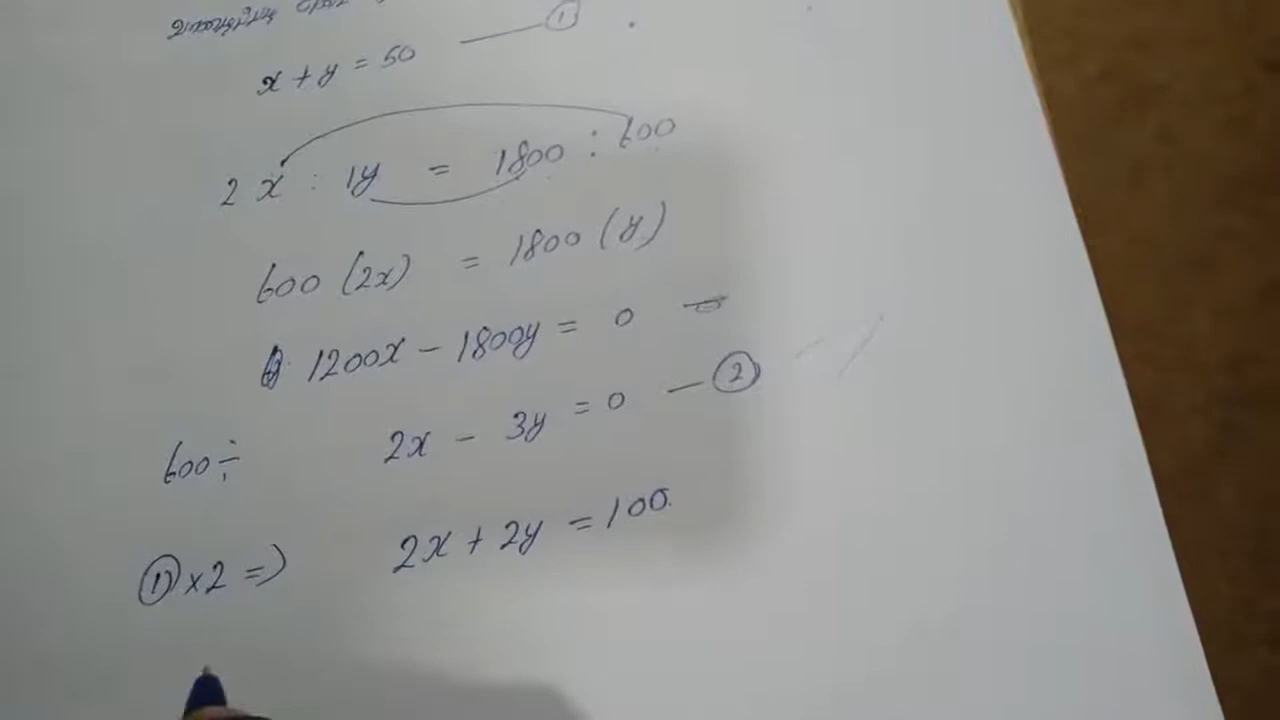 x + y = 50 — ①
2x : 1y = 1800 : 600
600 (2x) = 1800 (y)
1200x - 1800y = 0 -
600 ÷ 2x - 3y = 0 — ②
① × 2 => 2x + 2y = 100.